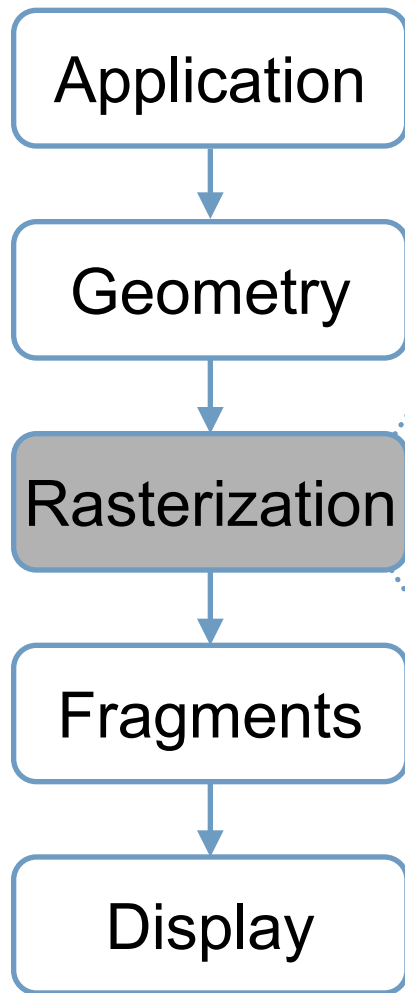 Application
Geometry
Rasterization
Fragments
Display